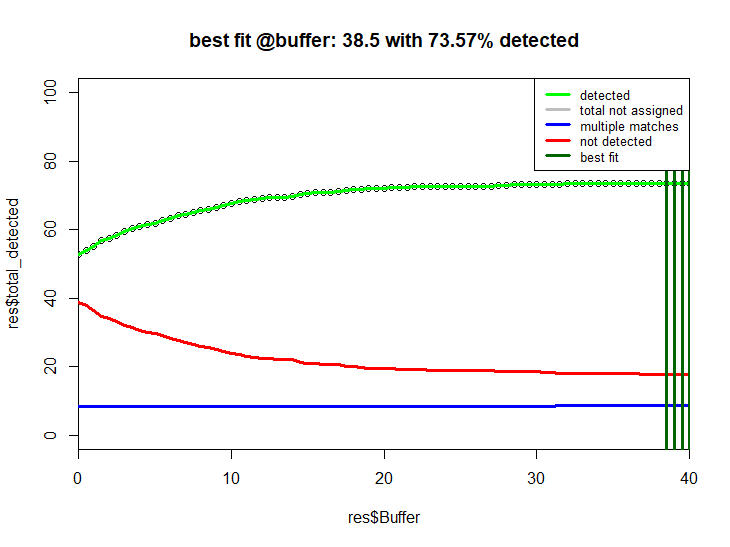 best fit @buffer: 38.5 with 73.57% detected
detected
total not assigned
multiple matches
not detected
best fit
res$total_detected
100
80
60
40
20
0
0 10 20 30 40
res$Buffer